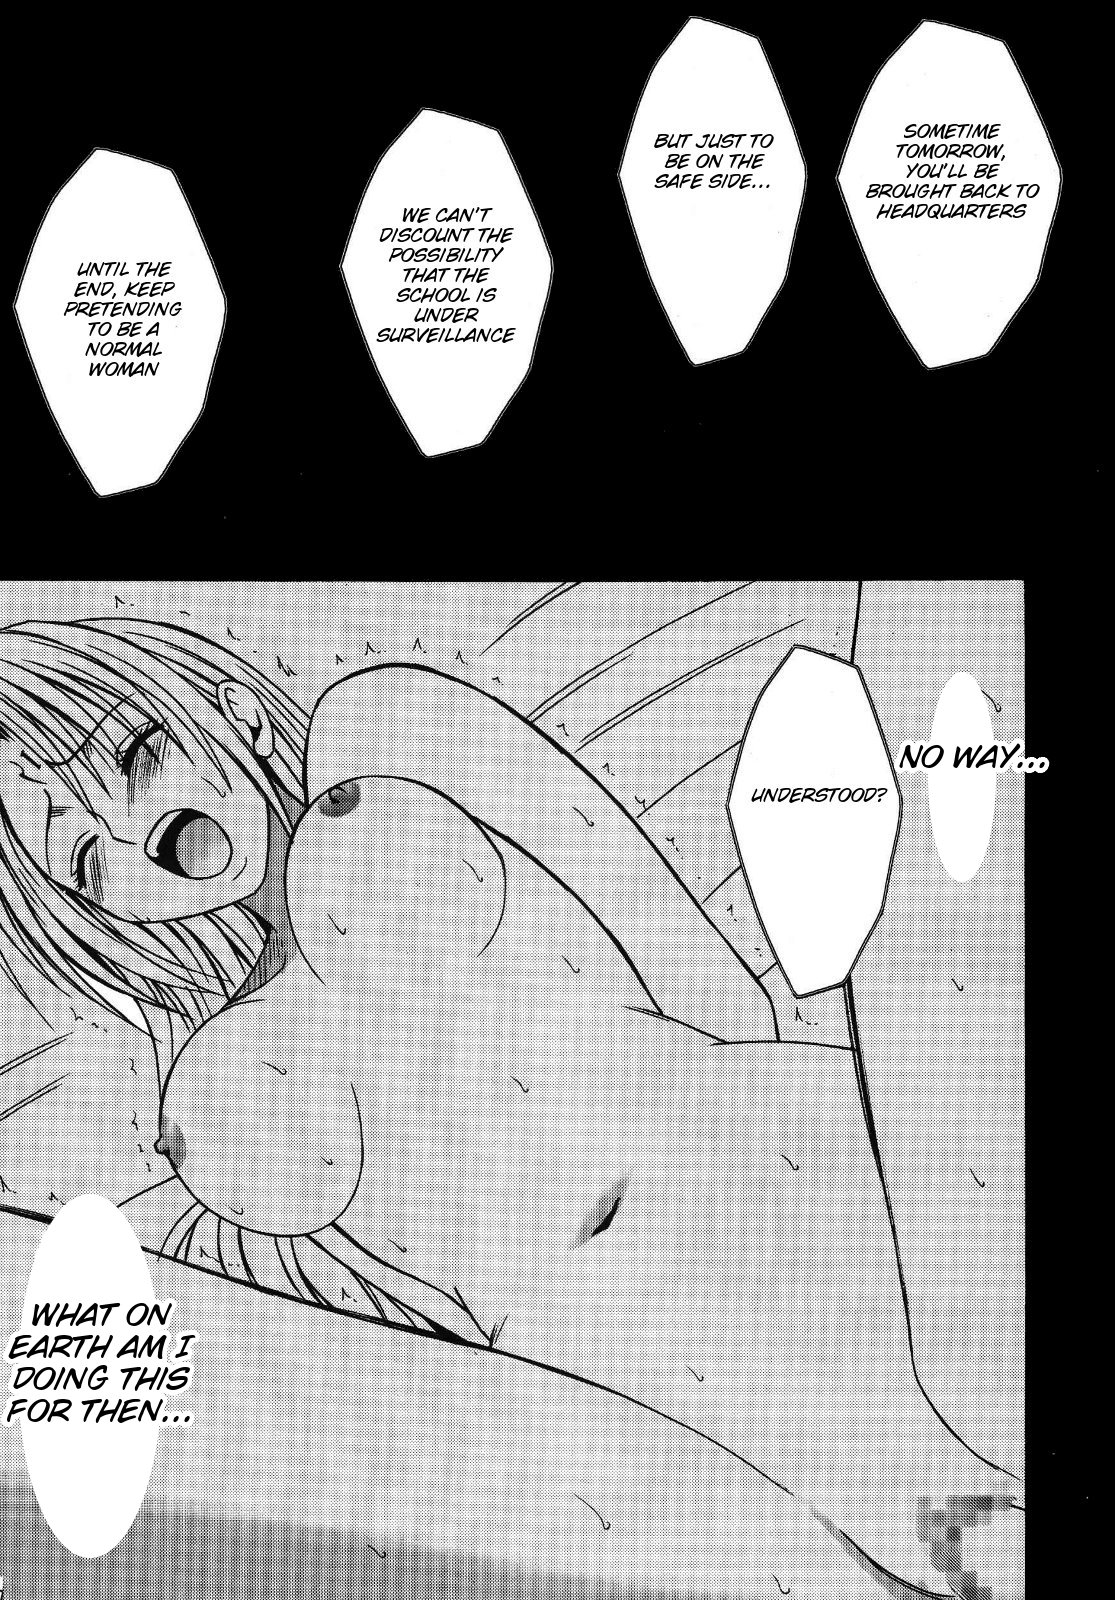 SOMETIME
TOMORROW,
YOU'LL BE
BROUGHT BACK TO
HEADQUARTERS
BUT JUST TO
BE ON THE
SAFE SIDE...
WE CAN'T
DISCOUNT THE
POSSIBILITY
THAT THE
SCHOOL IS
UNDER
SURVEILLANCE
UNTIL THE
END, KEEP
PRETENDING
TO BE A
NORMAL
WOMAN
NO WAY...
UNDERSTOOD?
WHAT ON
EARTH AM I
DOING THIS
FOR THEN...